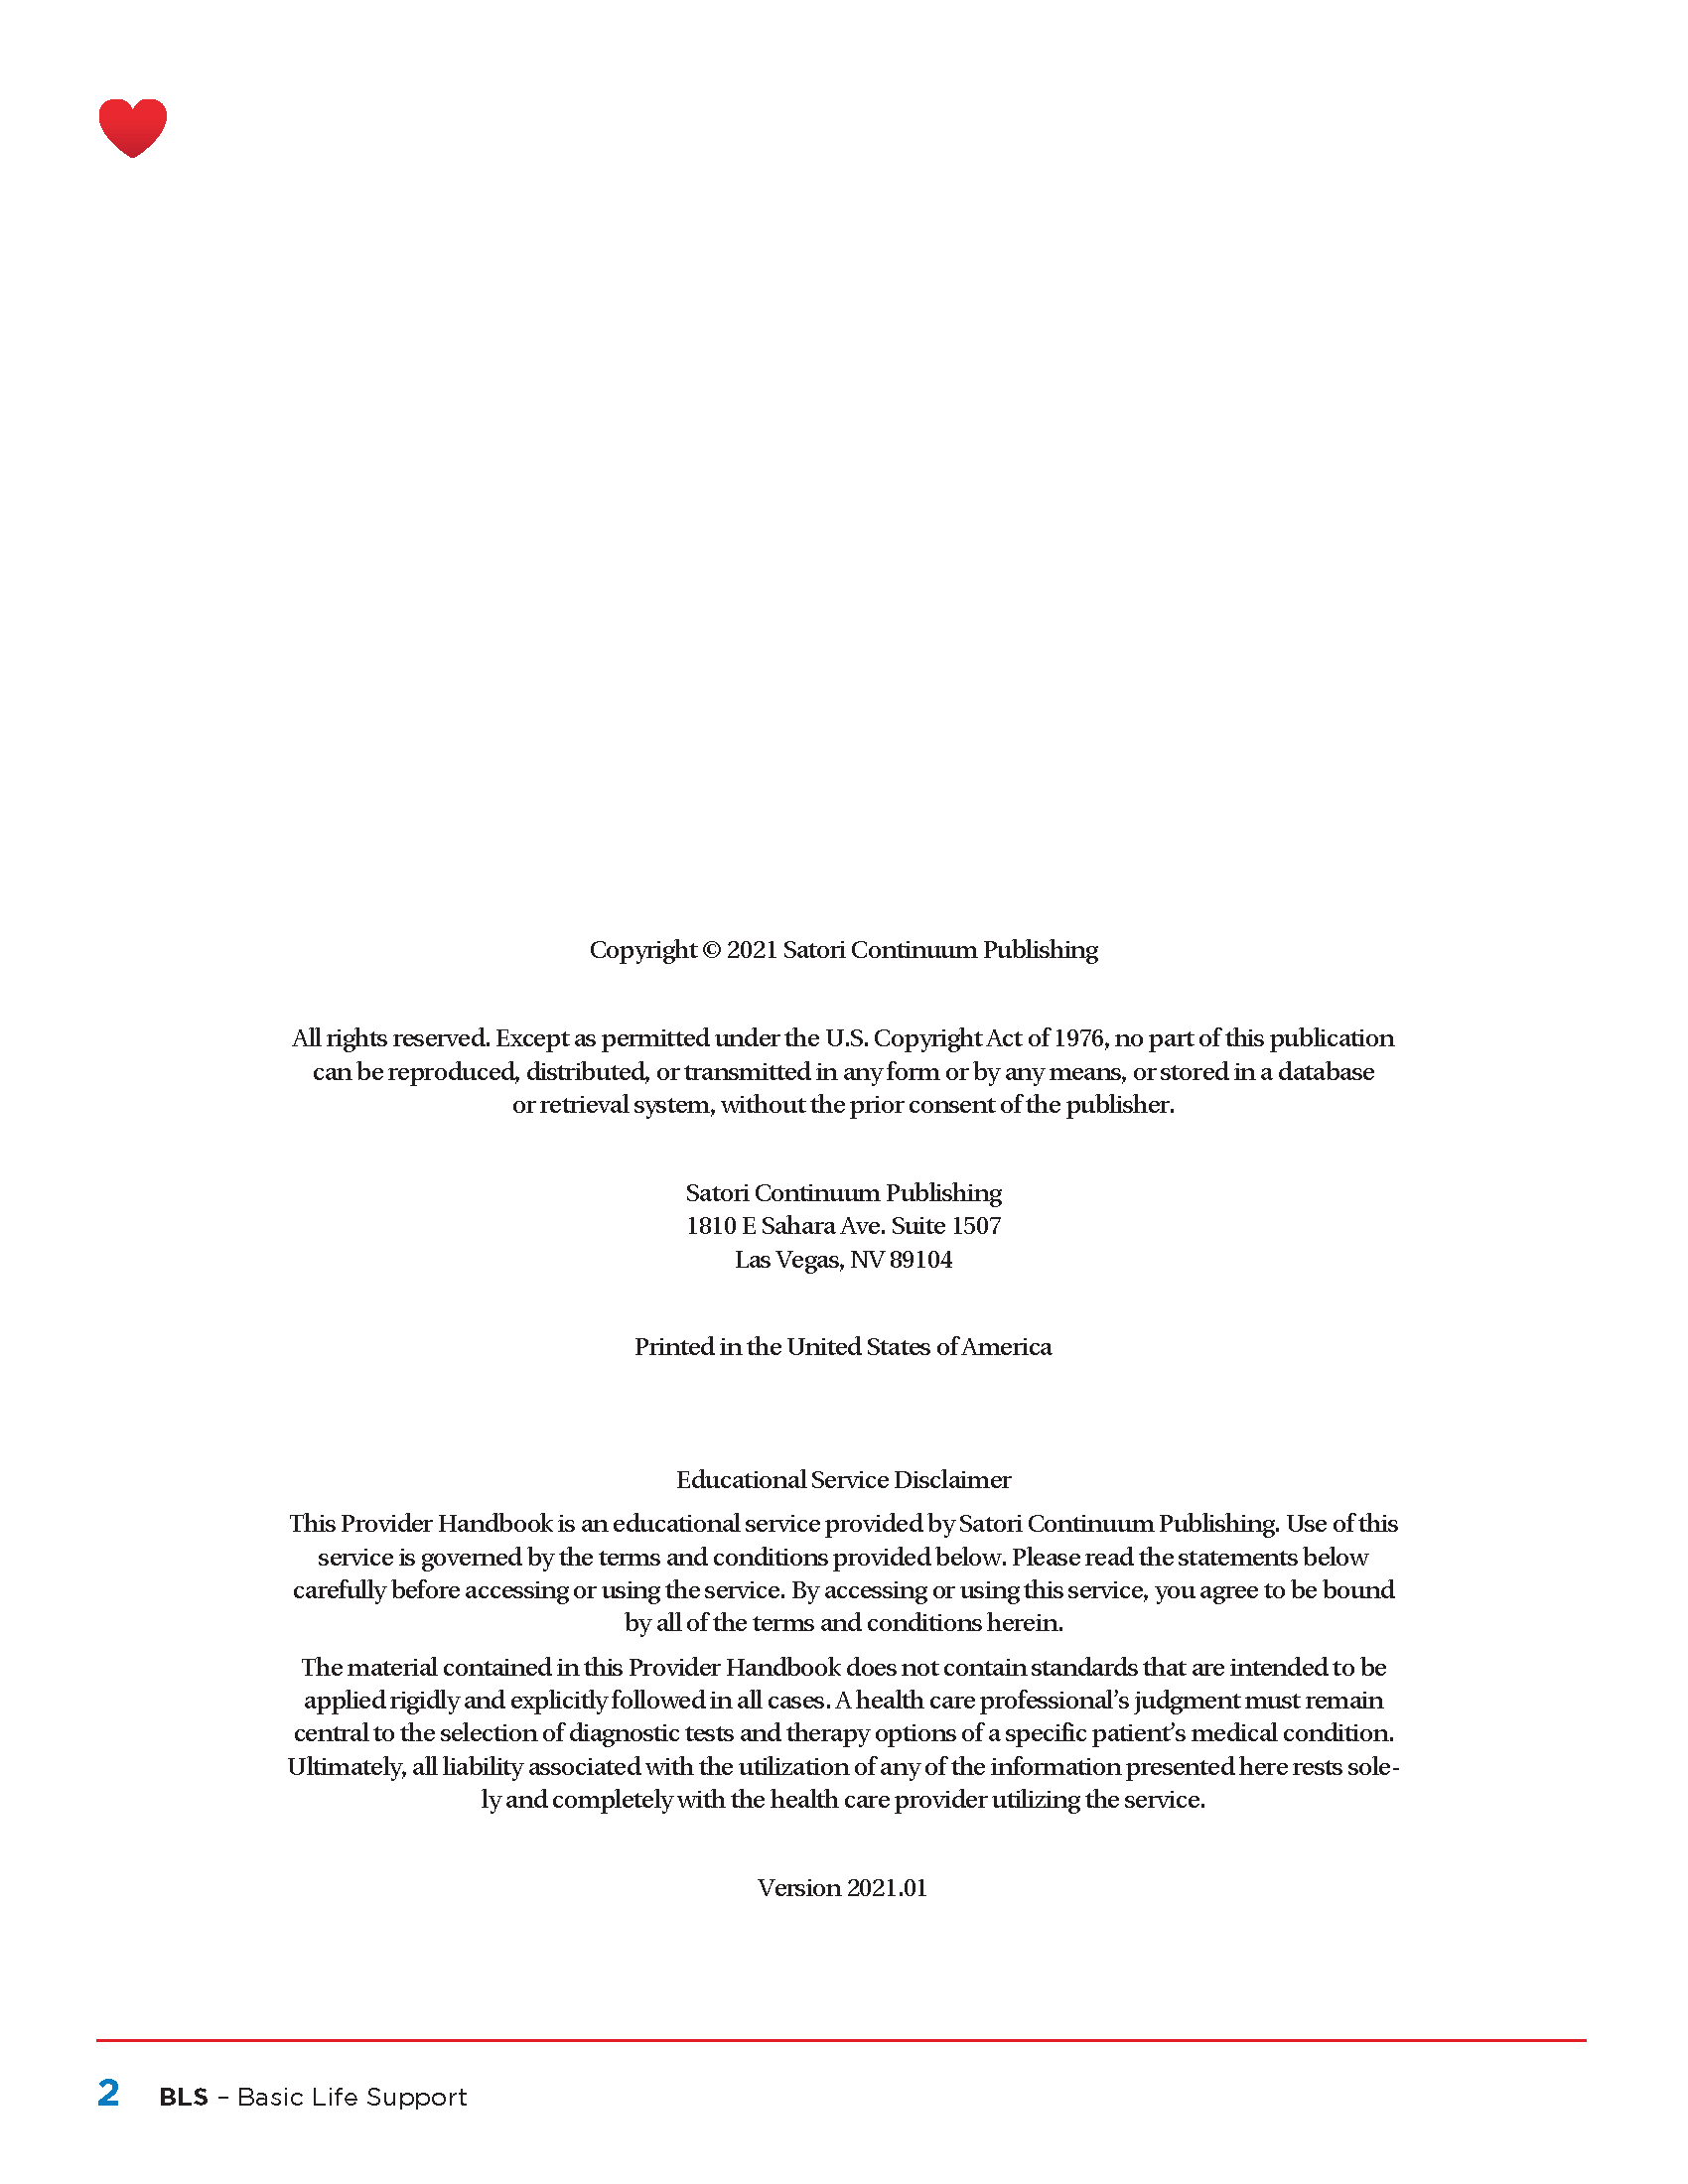 Copyright © 2021 Satori Continuum Publishing
All rights reserved. Except as permitted under the U.S. Copyright Act of 1976, no part of this publication
can be reproduced, distributed, or transmitted in any form or by any means, or stored in a database
or retrieval system, without the prior consent of the publisher.
Satori Continuum Publishing
1810 E Sahara Ave. Suite 1507
Las Vegas, NV 89104
Printed in the United States of America
Educational Service Disclaimer
This Provider Handbook is an educational service provided by Satori Continuum Publishing. Use of this
service is governed by the terms and conditions provided below. Please read the statements below
carefully before accessing or using the service. By accessing or using this service, you agree to be bound
by all of the terms and conditions herein.
The material contained in this Provider Handbook does not contain standards that are intended to be
applied rigidly and explicitly followed in all cases. A health care professional’s judgment must remain
central to the selection of diagnostic tests and therapy options of a specific patient’s medical condition.
Ultimately, all liability associated with the utilization of any of the information presented here rests sole-
ly and completely with the health care provider utilizing the service.
Version 2021.01
2 BLS – Basic Life Support